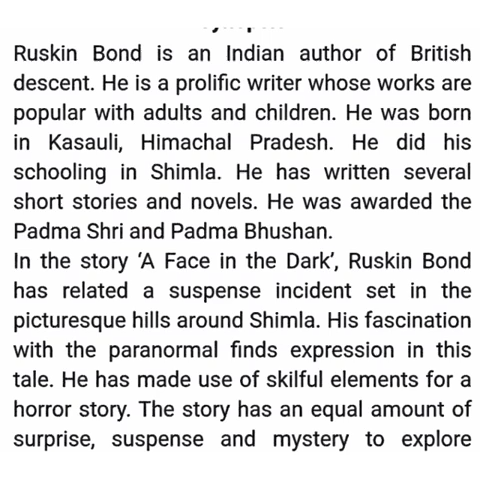 Ruskin Bond is an Indian author of British
descent. He is a prolific writer whose works are
popular with adults and children. He was born
in Kasauli, Himachal Pradesh. He did his
schooling in Shimla. He has written several
short stories and novels. He was awarded the
Padma Shri and Padma Bhushan.
In the story ‘A Face in the Dark’, Ruskin Bond
has related a suspense incident set in the
picturesque hills around Shimla. His fascination
with the paranormal finds expression in this
tale. He has made use of skilful elements for a
horror story. The story has an equal amount of
surprise, suspense and mystery to explore